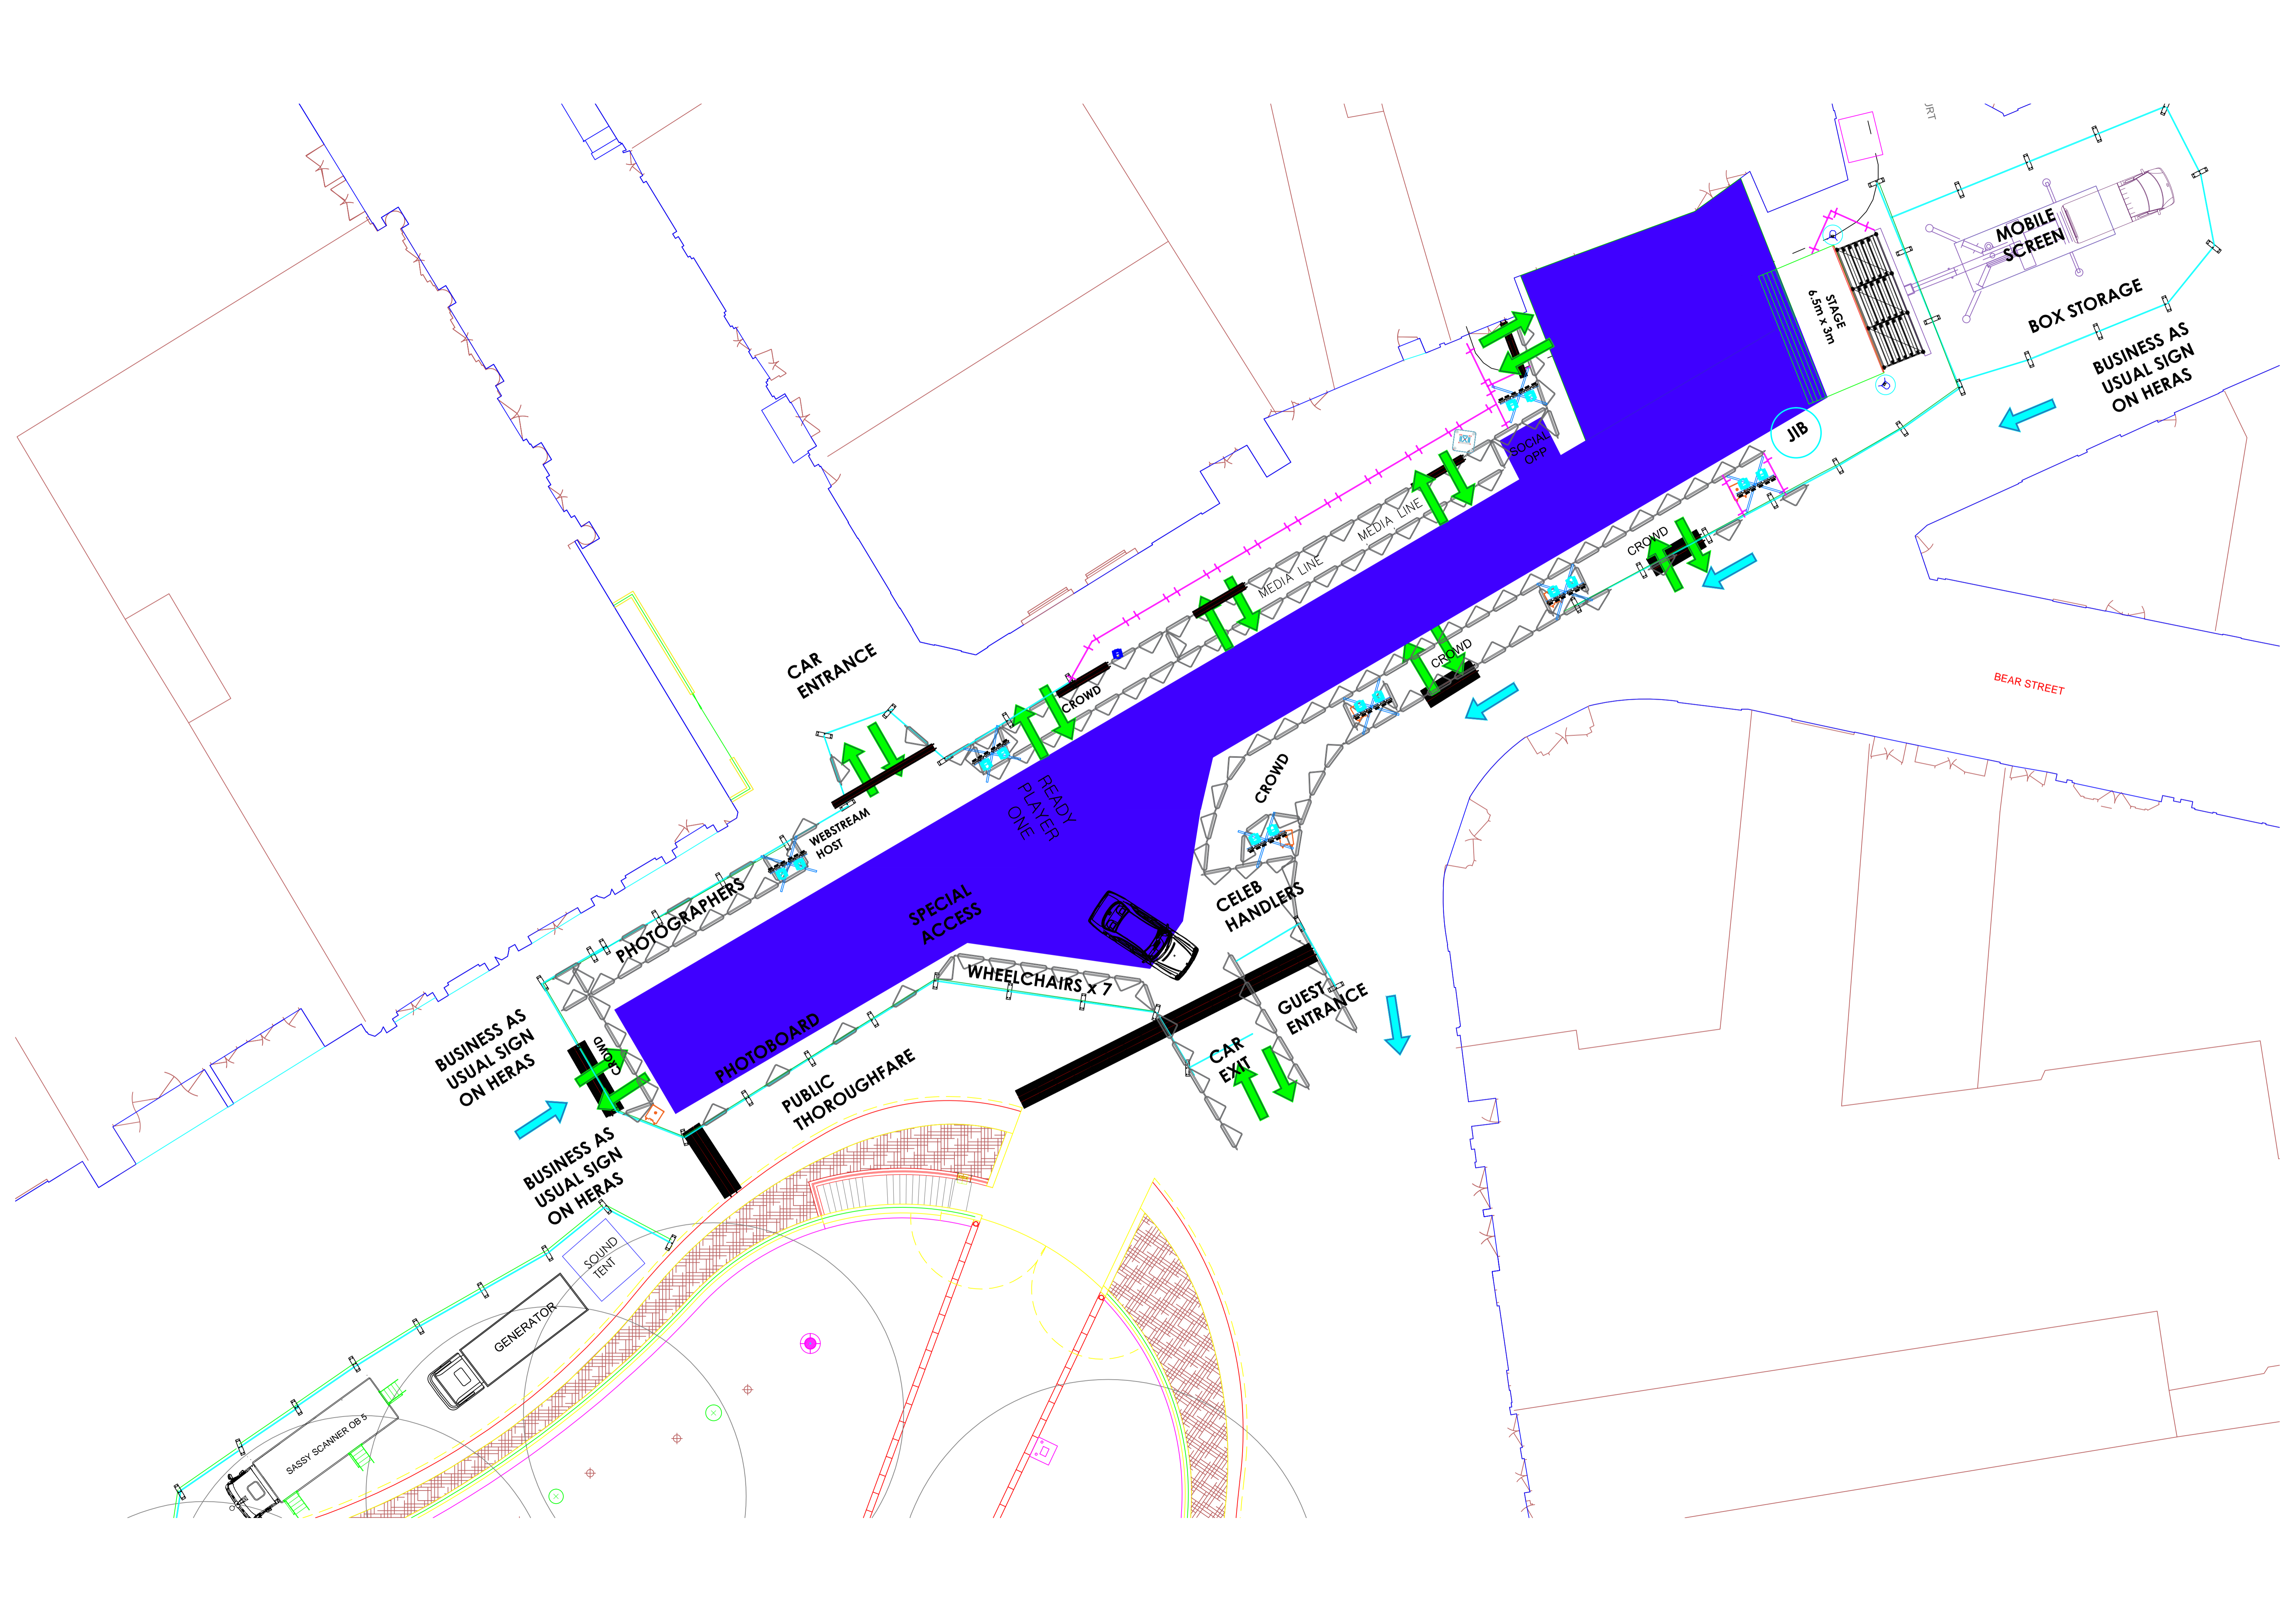 JRT
MOBILE
SCREEN
STAGE
6.5m x 3m
BOX STORAGE
BUSINESS AS
USUAL SIGN
ON HERAS
JIB
SOCIAL
OPP
MEDIA LINE
MEDIA LINE
CROWD
CROWD
BEAR STREET
CAR
ENTRANCE
CROWD
READY
PLAYER
ONE
CROWD
WEBSTREAM
HOST
PHOTOGRAPHERS
SPECIAL
ACCESS
CELEB
HANDLERS
WHEELCHAIRS x 7
GUEST
ENTRANCE
BUSINESS AS
USUAL SIGN
ON HERAS
CROWD
PHOTOBOARD
CAR
EXIT
PUBLIC
THOROUGHFARE
BUSINESS AS
USUAL SIGN
ON HERAS
SOUND
TENT
GENERATOR
SASSY SCANNER OB 5